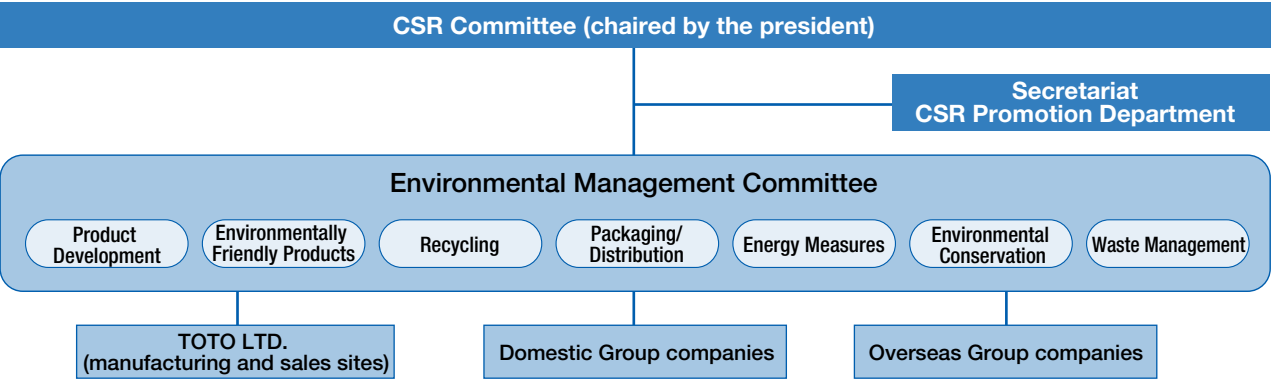 CSR Committee (chaired by the president)
Secretariat
CSR Promotion Department
Environmental Management Committee
Product
Development
Environmentally
Friendly Products
Recycling
Packaging/
Distribution
Energy Measures
Environmental
Conservation
Waste Management
TOTO LTD.
(manufacturing and sales sites)
Domestic Group companies
Overseas Group companies